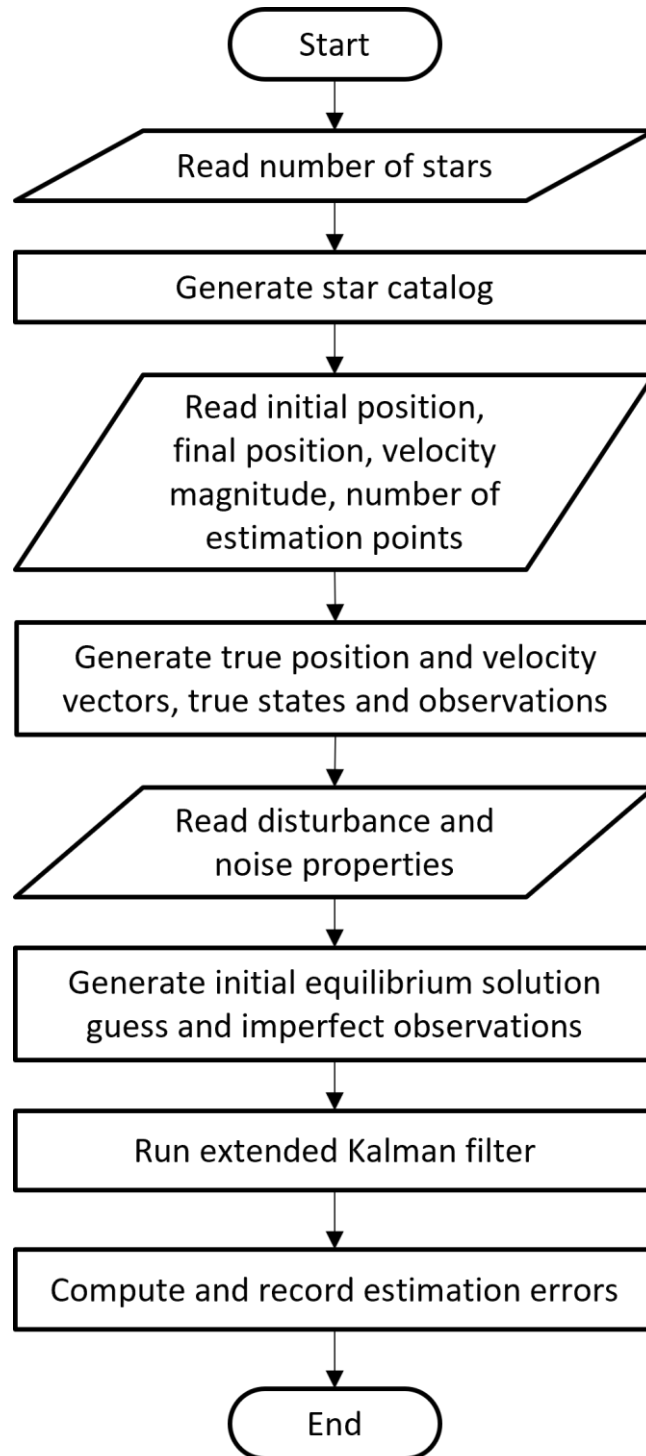 Start
Read number of stars
Generate star catalog
Read initial position,
final position, velocity
magnitude, number of
estimation points
Generate true position and velocity
vectors, true states and observations
Read disturbance and
noise properties
Generate initial equilibrium solution
guess and imperfect observations
Run extended Kalman filter
Compute and record estimation errors
End